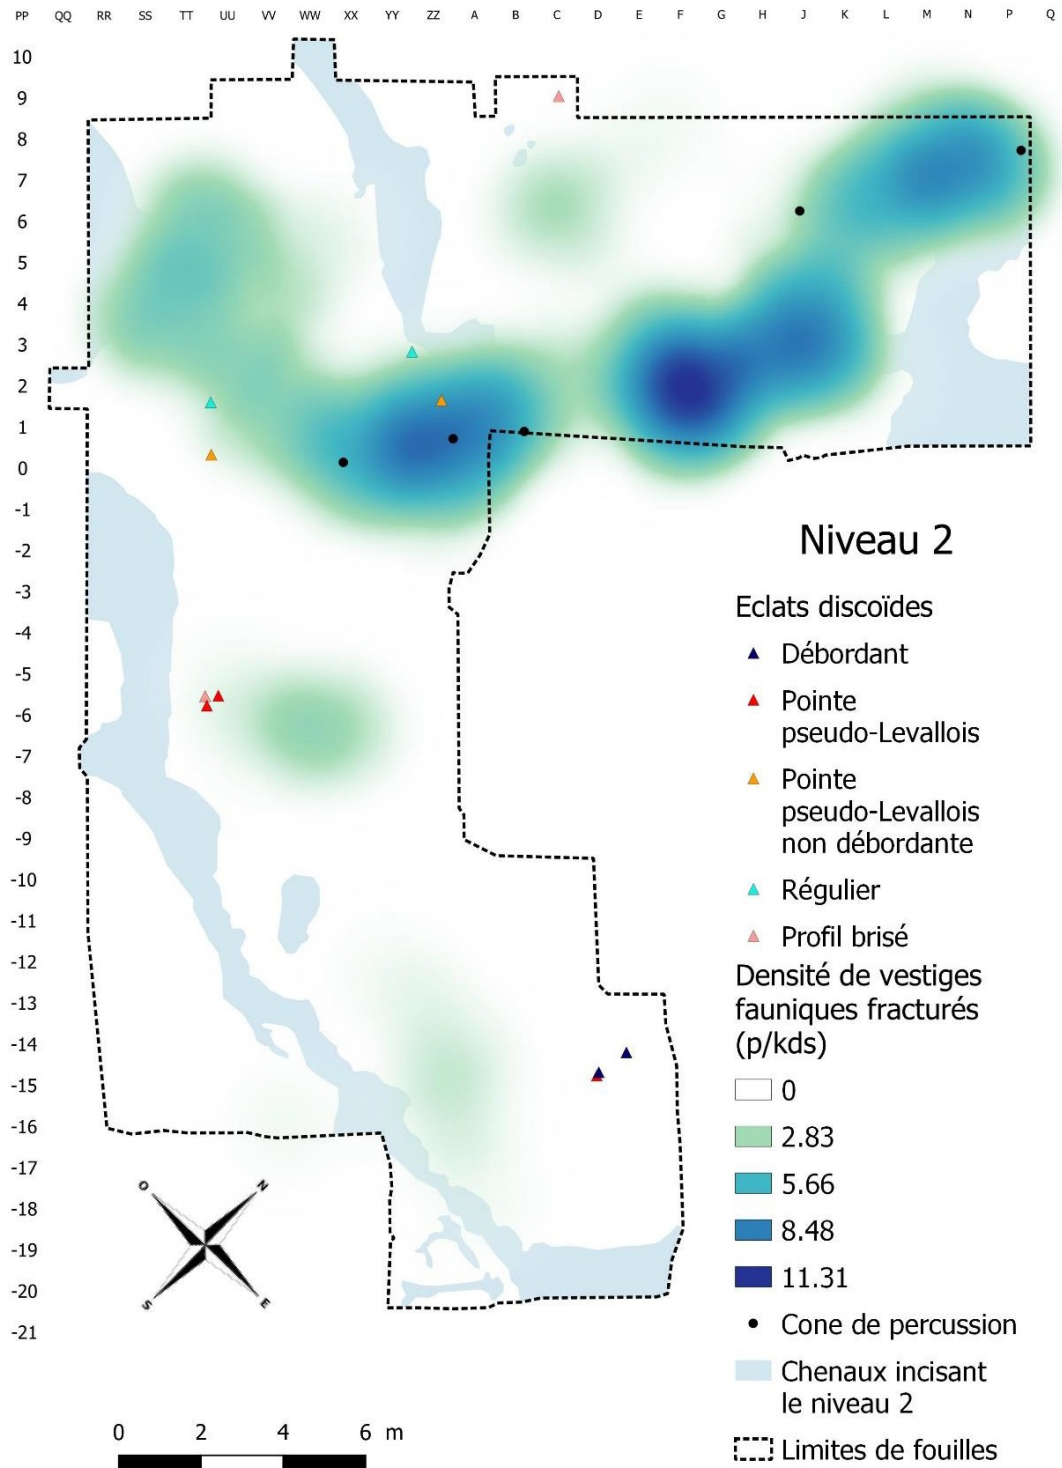 PP QQ RR SS TT UU VV WW XX YY ZZ A B C D E F G H J K L M N P Q
10
9
8
7
6
5
4
3
2
1
0
-1
-2
-3
-4
-5
-6
-7
-8
-9
-10
-11
-12
-13
-14
-15
-16
-17
-18
-19
-20
-21
Niveau 2
Eclats discoïdes
Débordant
Pointe
pseudo-Levallois
Pointe
pseudo-Levallois
non débordante
Régulier
Profil brisé
Densité de vestiges
fauniques fracturés
(p/kds)
0
2.83
5.66
8.48
11.31
Cone de percussion
Chenaux incisant
le niveau 2
Limites de fouilles
O N
S E
0 2 4 6 m